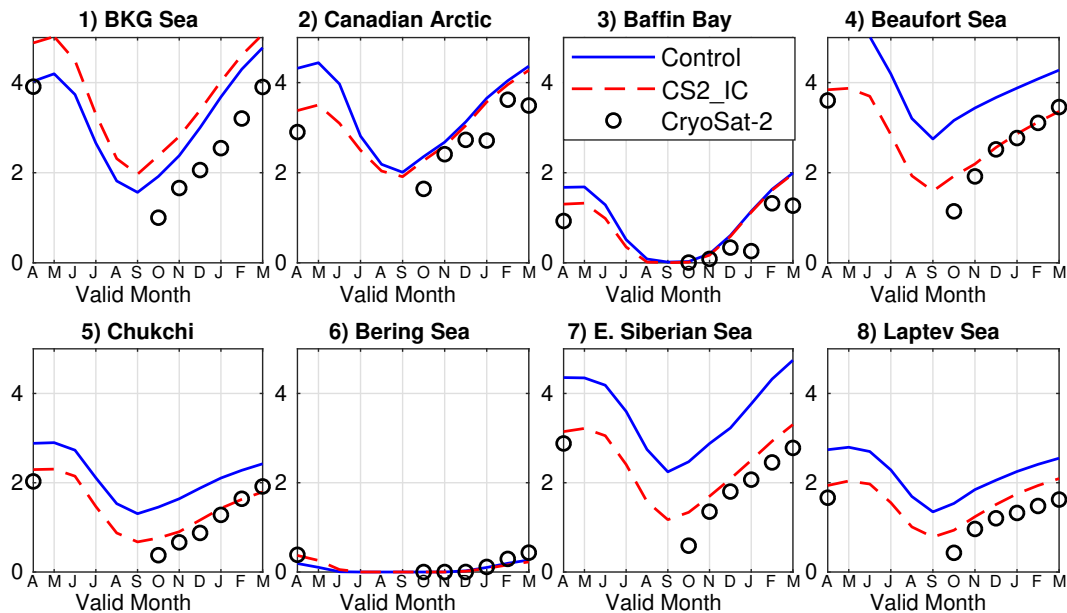 1) BKG Sea
2) Canadian Arctic
3) Baffin Bay
4) Beaufort Sea
Control
CS2_IC
CryoSat-2
4
2
0
A M J J A S O N D J F M
Valid Month
4
2
0
A M J J A S O N D J F M
Valid Month
4
2
0
A M J J A S O N D J F M
Valid Month
4
2
0
A M J J A S O N D J F M
Valid Month
5) Chukchi
6) Bering Sea
7) E. Siberian Sea
8) Laptev Sea
4
2
0
A M J J A S O N D J F M
Valid Month
4
2
0
A M J J A S O N D J F M
Valid Month
4
2
0
A M J J A S O N D J F M
Valid Month
4
2
0
A M J J A S O N D J F M
Valid Month